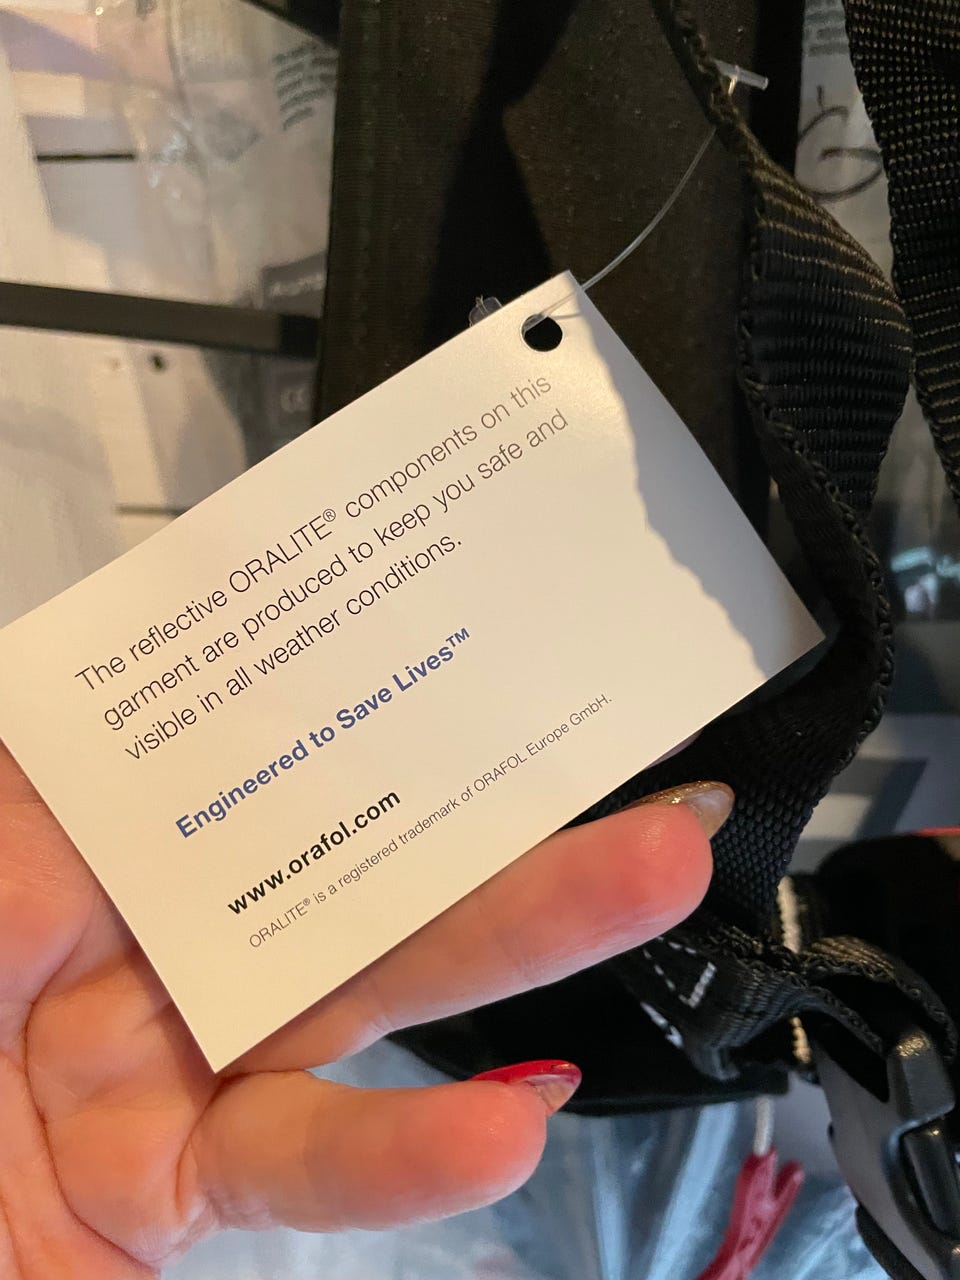 The reflective ORALITE® components on this
garment are produced to keep you safe and
visible in all weather conditions.
Engineered to Save Lives™
www.orafol.com
ORALITE® is a registered trademark of ORAFOL Europe GmbH.